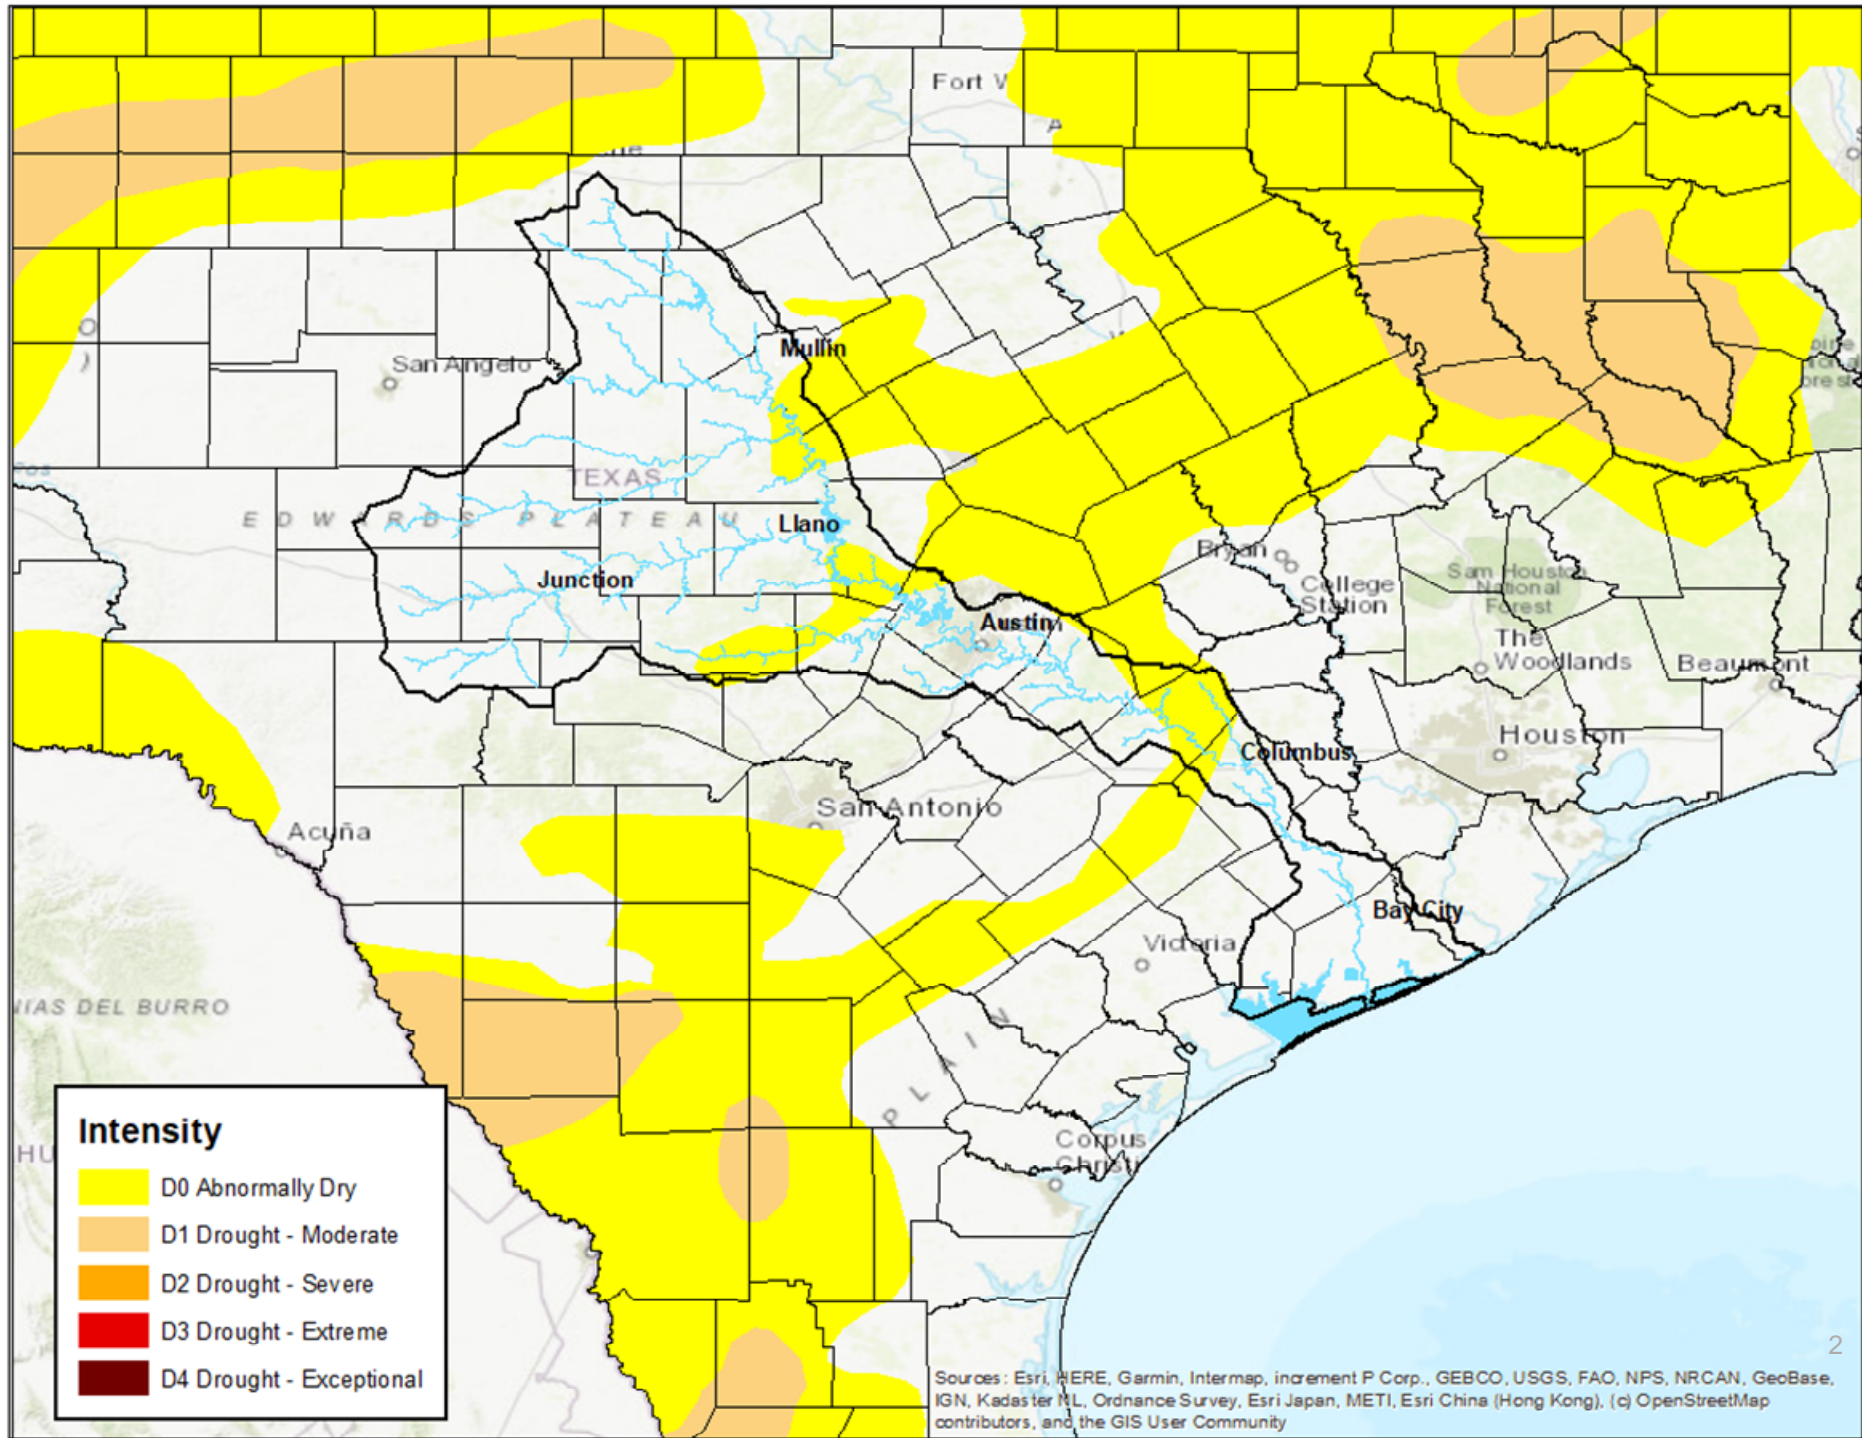 Fort W
A
San Angelo
Mullin
TEXAS
EDWARDS PLATEAU
Llano
Junction
Bryan
College
Station
Sam Houston
National
Forest
Austin
The
Woodlands
Beaumont
Columbus
Houston
San Antonio
Acuña
Bay City
Victoria
PLAIN
Corpus
Christi
Intensity
D0 Abnormally Dry
D1 Drought - Moderate
D2 Drought - Severe
D3 Drought - Extreme
D4 Drought - Exceptional
2
Sources: Esri, HERE, Garmin, Intermap, increment P Corp., GEBCO, USGS, FAO, NPS, NRCAN, GeoBase,
IGN, Kadaster NL, Ordnance Survey, Esri Japan, METI, Esri China (Hong Kong), (c) OpenStreetMap
contributors, and the GIS User Community
DEL BURRO